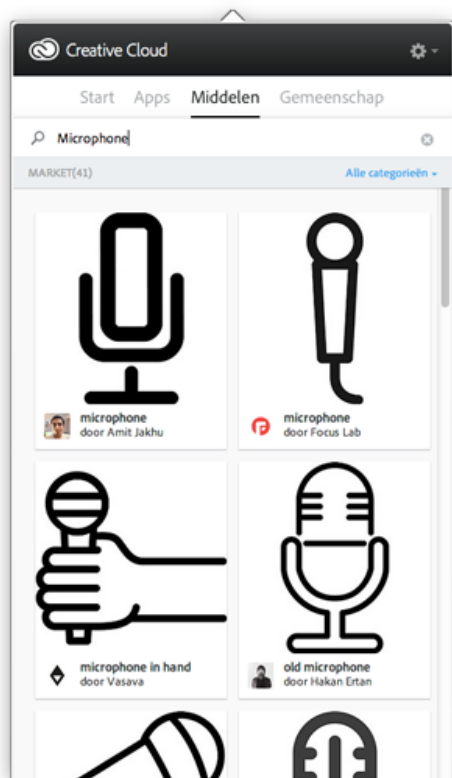 Creative Cloud
Start Apps Middelen Gemeenschap
Microphone
MARKET(41) Alle categorieën
microphone
door Amit Jakhu
microphone
door Focus Lab
microphone in hand
door Vasava
old microphone
door Hakan Ertan